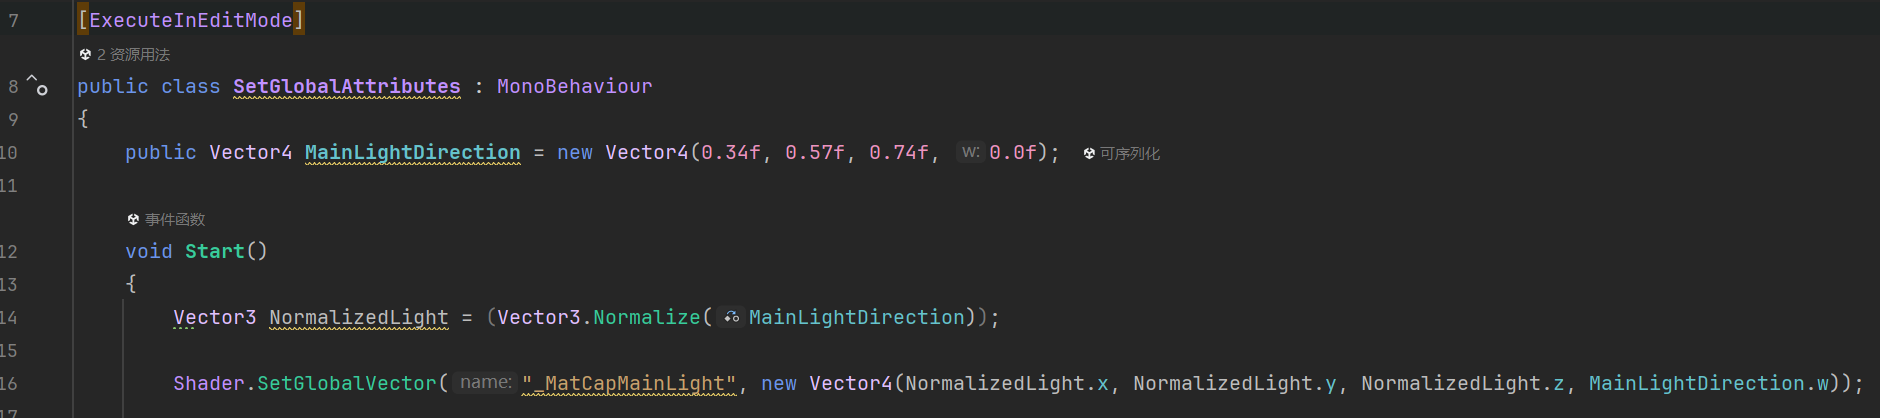 7 [ExecuteInEditMode]
2 资源用法
8 public class SetGlobalAttributes : MonoBehaviour
9 {
10 public Vector4 MainLightDirection = new Vector4(0.34f, 0.57f, 0.74f, w: 0.0f); 可序列化
11
事件函数
12 void Start()
13 {
14 Vector3 NormalizedLight = (Vector3.Normalize(MainLightDirection));
15
16 Shader.SetGlobalVector( name: "_MatCapMainLight", new Vector4(NormalizedLight.x, NormalizedLight.y, NormalizedLight.z, MainLightDirection.w));
17